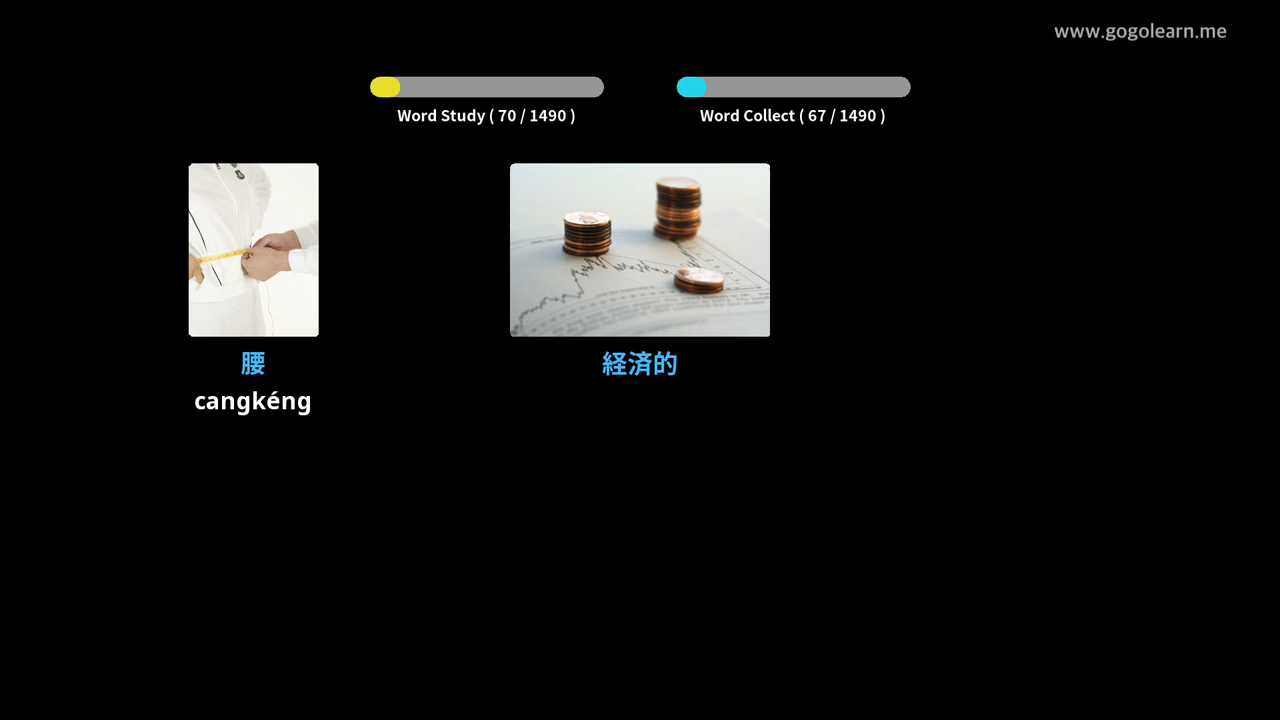 www.gogolearn.me
Word Study ( 70 / 1490 )
Word Collect ( 67 / 1490 )
腰
cangkéng
経済的